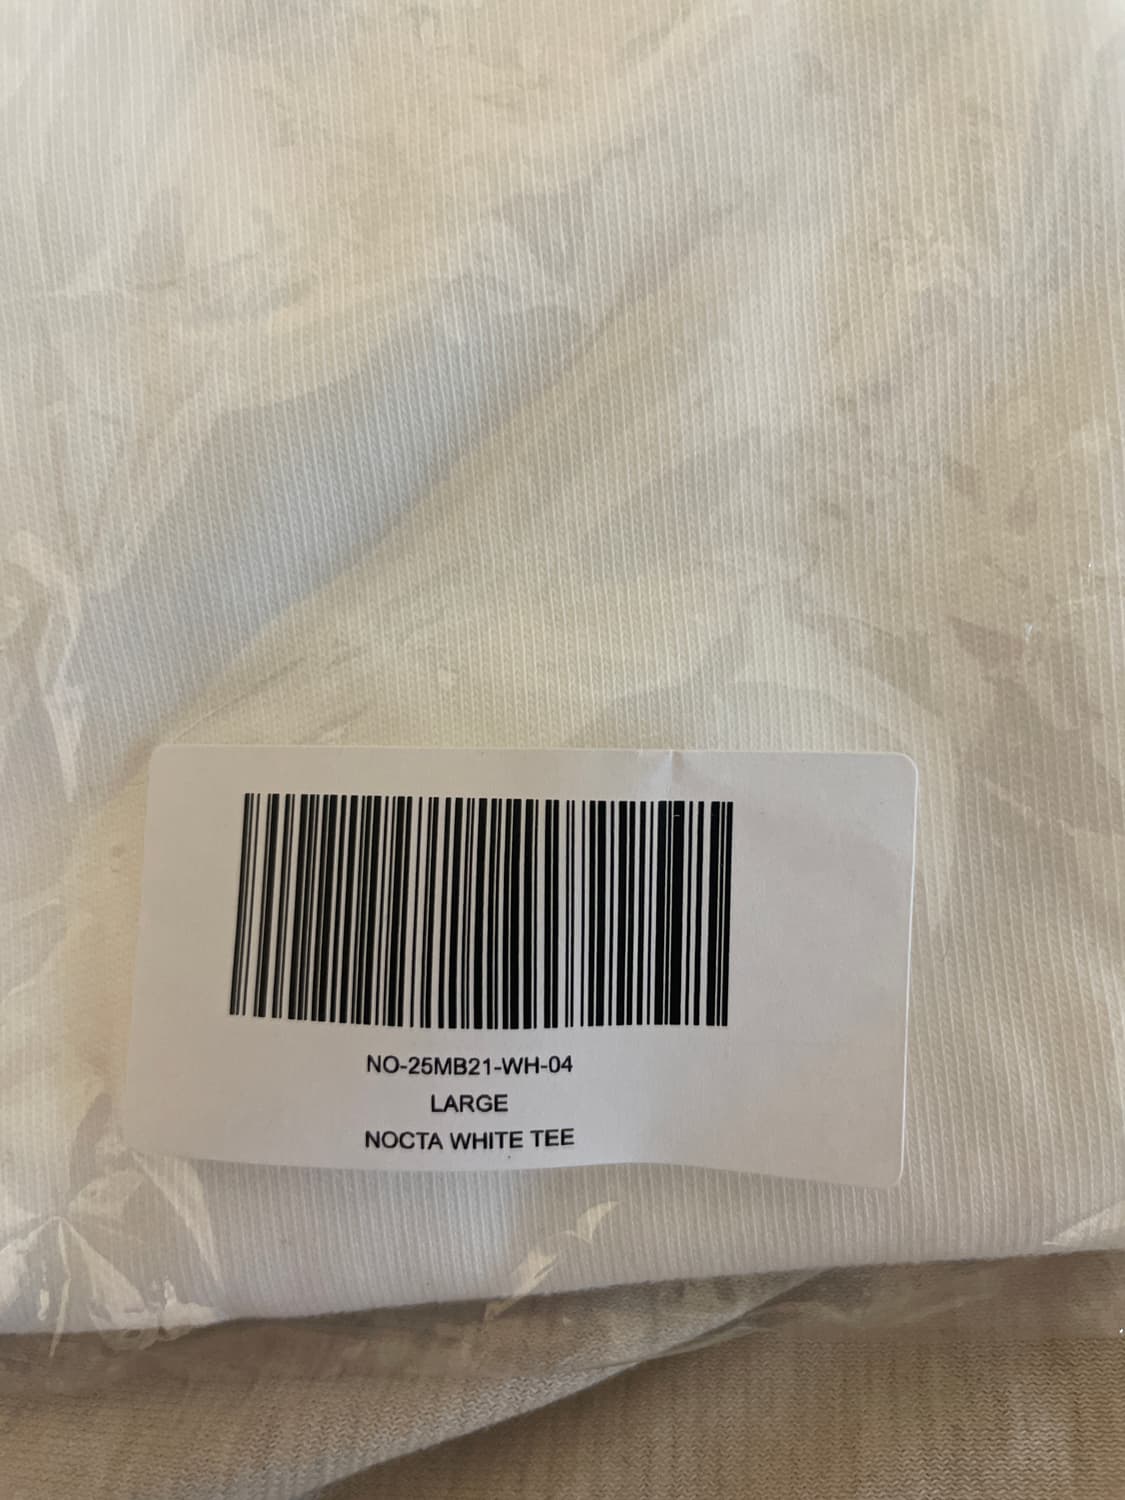 NO-25MB21-WH-04
LARGE
NOCTA WHITE TEE